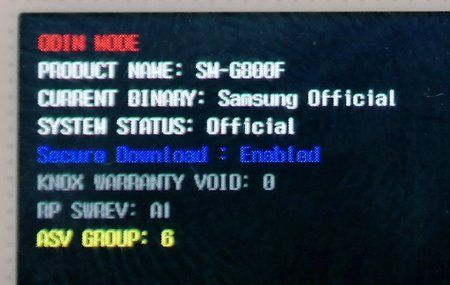 ODIN MODE
PRODUCT NAME: SM-G800F
CURRENT BINARY: Samsung Official
SYSTEM STATUS: Official
Secure Download : Enabled
KNOX WARRANTY VOID: 0
RP SWREV: A1
ASV GROUP: 6